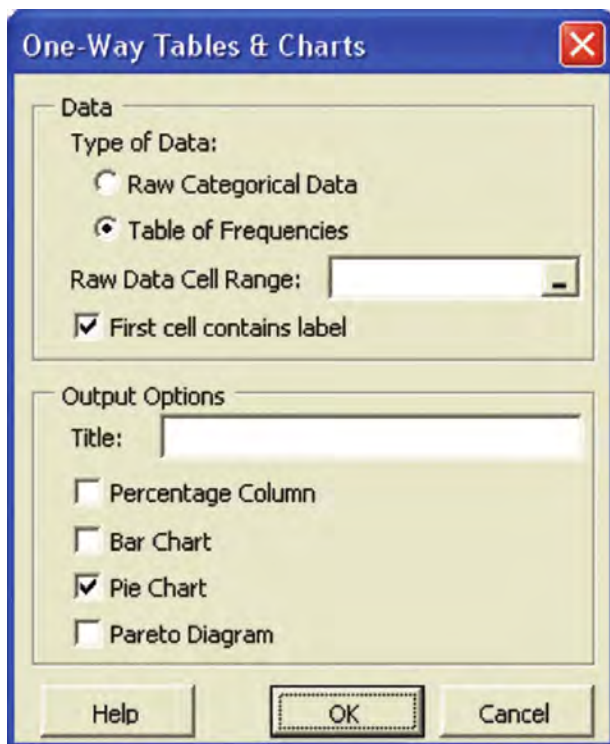 One-Way Tables & Charts
Data
Type of Data:
Raw Categorical Data
Table of Frequencies
Raw Data Cell Range:
First cell contains label
Output Options
Title:
Percentage Column
Bar Chart
Pie Chart
Pareto Diagram
Help OK Cancel